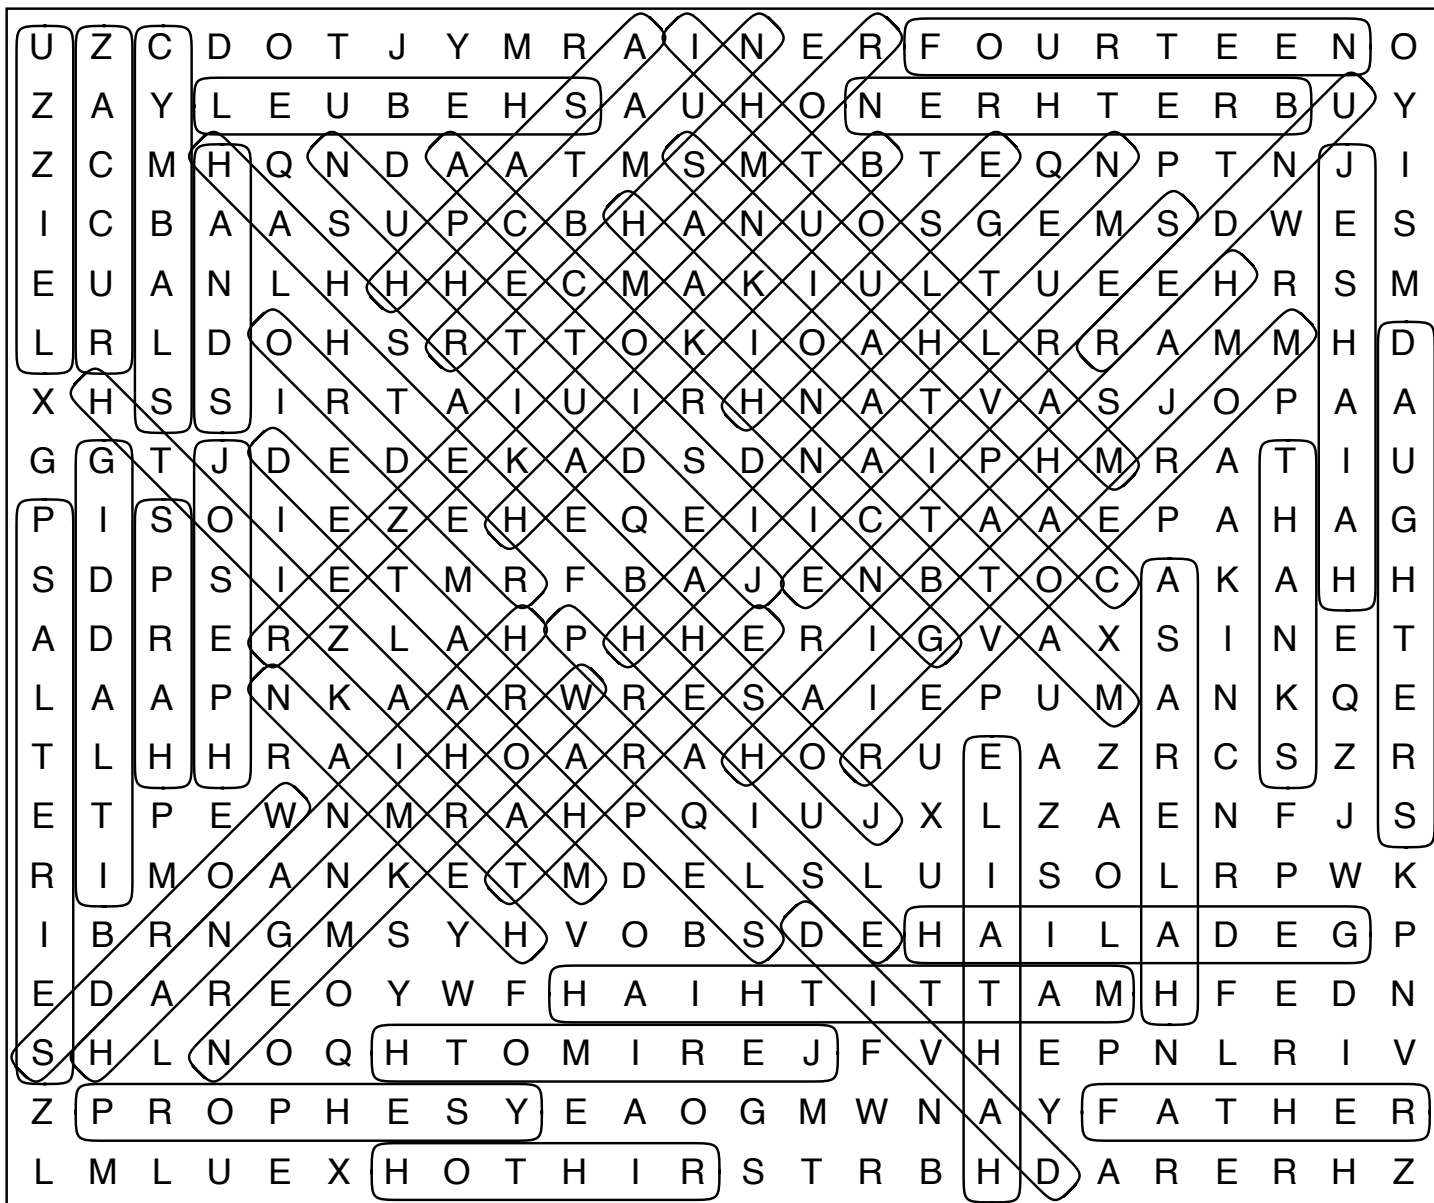 U Z C D O T J Y M R A I N E R F O U R T E E N O
Z A Y L E U B E H S A U H O N E R H T E R B U Y
Z C M H Q N D A A T M S M T B T E Q N P T N J I
I C B A A S U P C B H A N U O S G E M S D W E S
E U A N L H H H E C M A K I U L T U E E H R S M
L R L D O H S R T T O K I O A H L R R A M M H D
X H S S I R T A I U I R H N A T V A S J O P A A
G G T J D E D E K A D S D N A I P H M R A T I U
P I S O I E Z E H E Q E I I C T A A E P A H A G
S D P S I E T M R F B A J E N B T O C A K A H H
A D R E R Z L A H P H H E R I G V A X S I N E T
L A A P N K A A R W R E S A I E P U M A N K Q E
T L H H R A I H O A R A H O R U E A Z R C S Z R
E T P E W N M R A H P Q I U J X L Z A E N F J S
R I M O A N K E T M D E L S L U I S O L R P W K
I B R N G M S Y H V O B S D E H A I L A D E G P
E D A R E O Y W F H A I H T I T T A M H F E D N
S H L N O Q H T O M I R E J F V H E P N L R I V
Z P R O P H E S Y E A O G M W N A Y F A T H E R
L M L U E X H O T H I R S T R B H D A R E R H Z